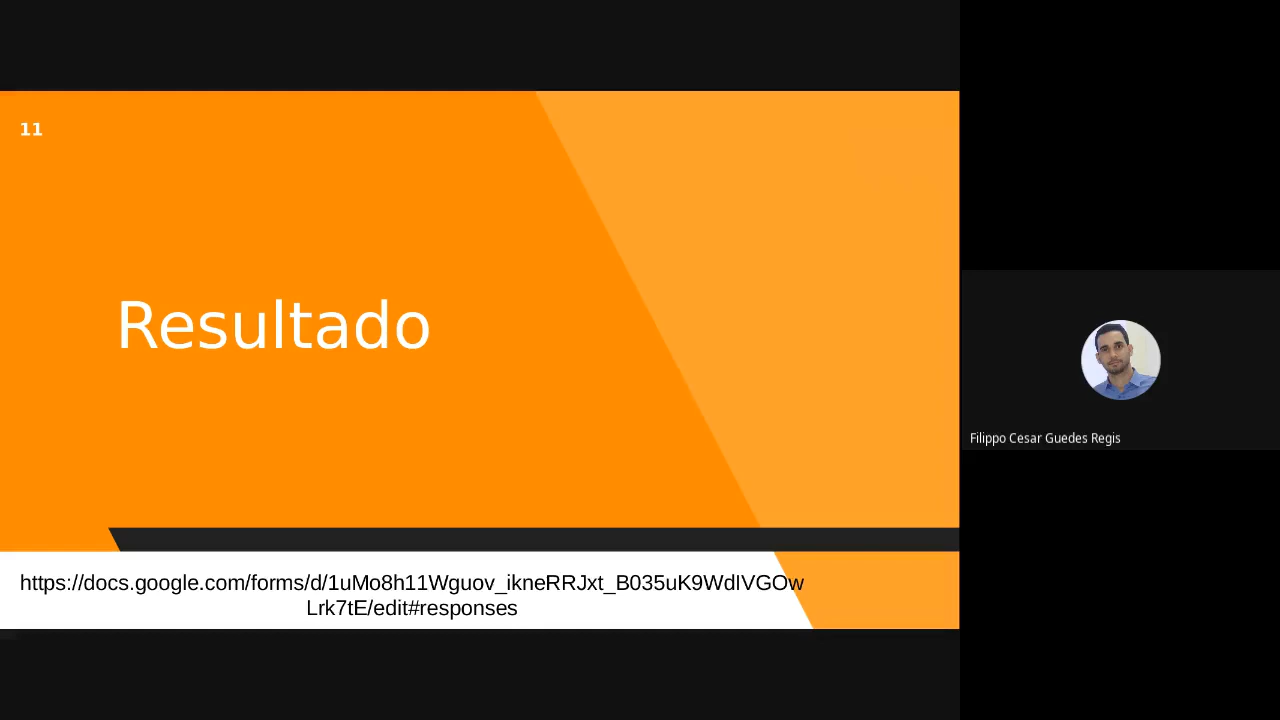 11
Resultado
https://docs.google.com/forms/d/1uMo8h11Wguov_ikneRRJxt_B035uK9WdIVGOw
Lrk7tE/edit#responses
Filippo Cesar Guedes Regis